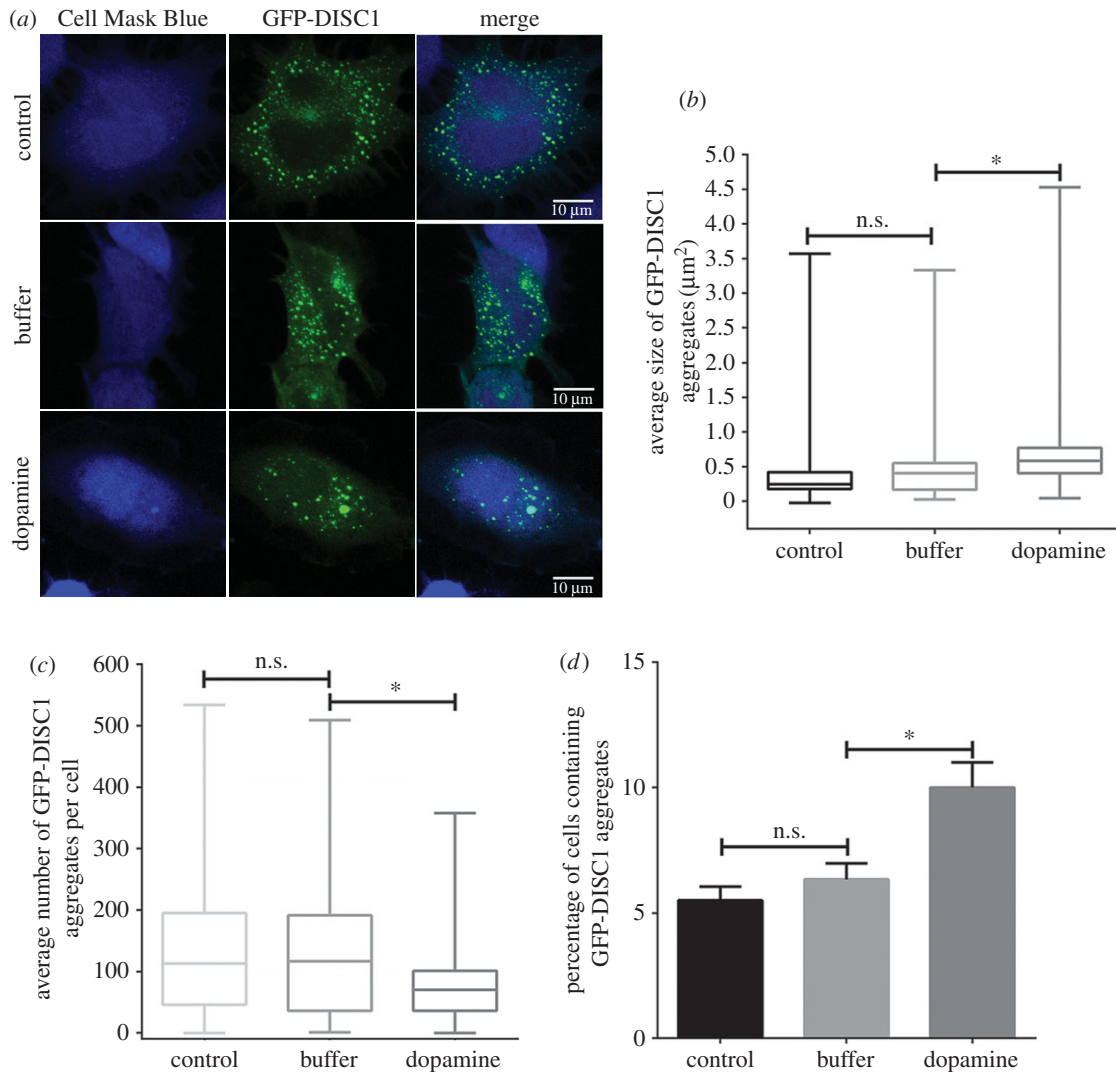 (a) Cell Mask Blue GFP-DISC1 merge
control
10 μm
buffer
10 μm
dopamine
10 μm
(b)
average size of GFP-DISC1
aggregates (μm²)
5.0
4.5
4.0
3.5
3.0
2.5
2.0
1.5
1.0
0.5
0
n.s.
*
control buffer dopamine
(c)
average number of GFP-DISC1
aggregates per cell
600
500
400
300
200
100
0
n.s.
*
control buffer dopamine
(d)
percentage of cells containing
GFP-DISC1 aggregates
15
10
5
0
n.s.
*
control buffer dopamine